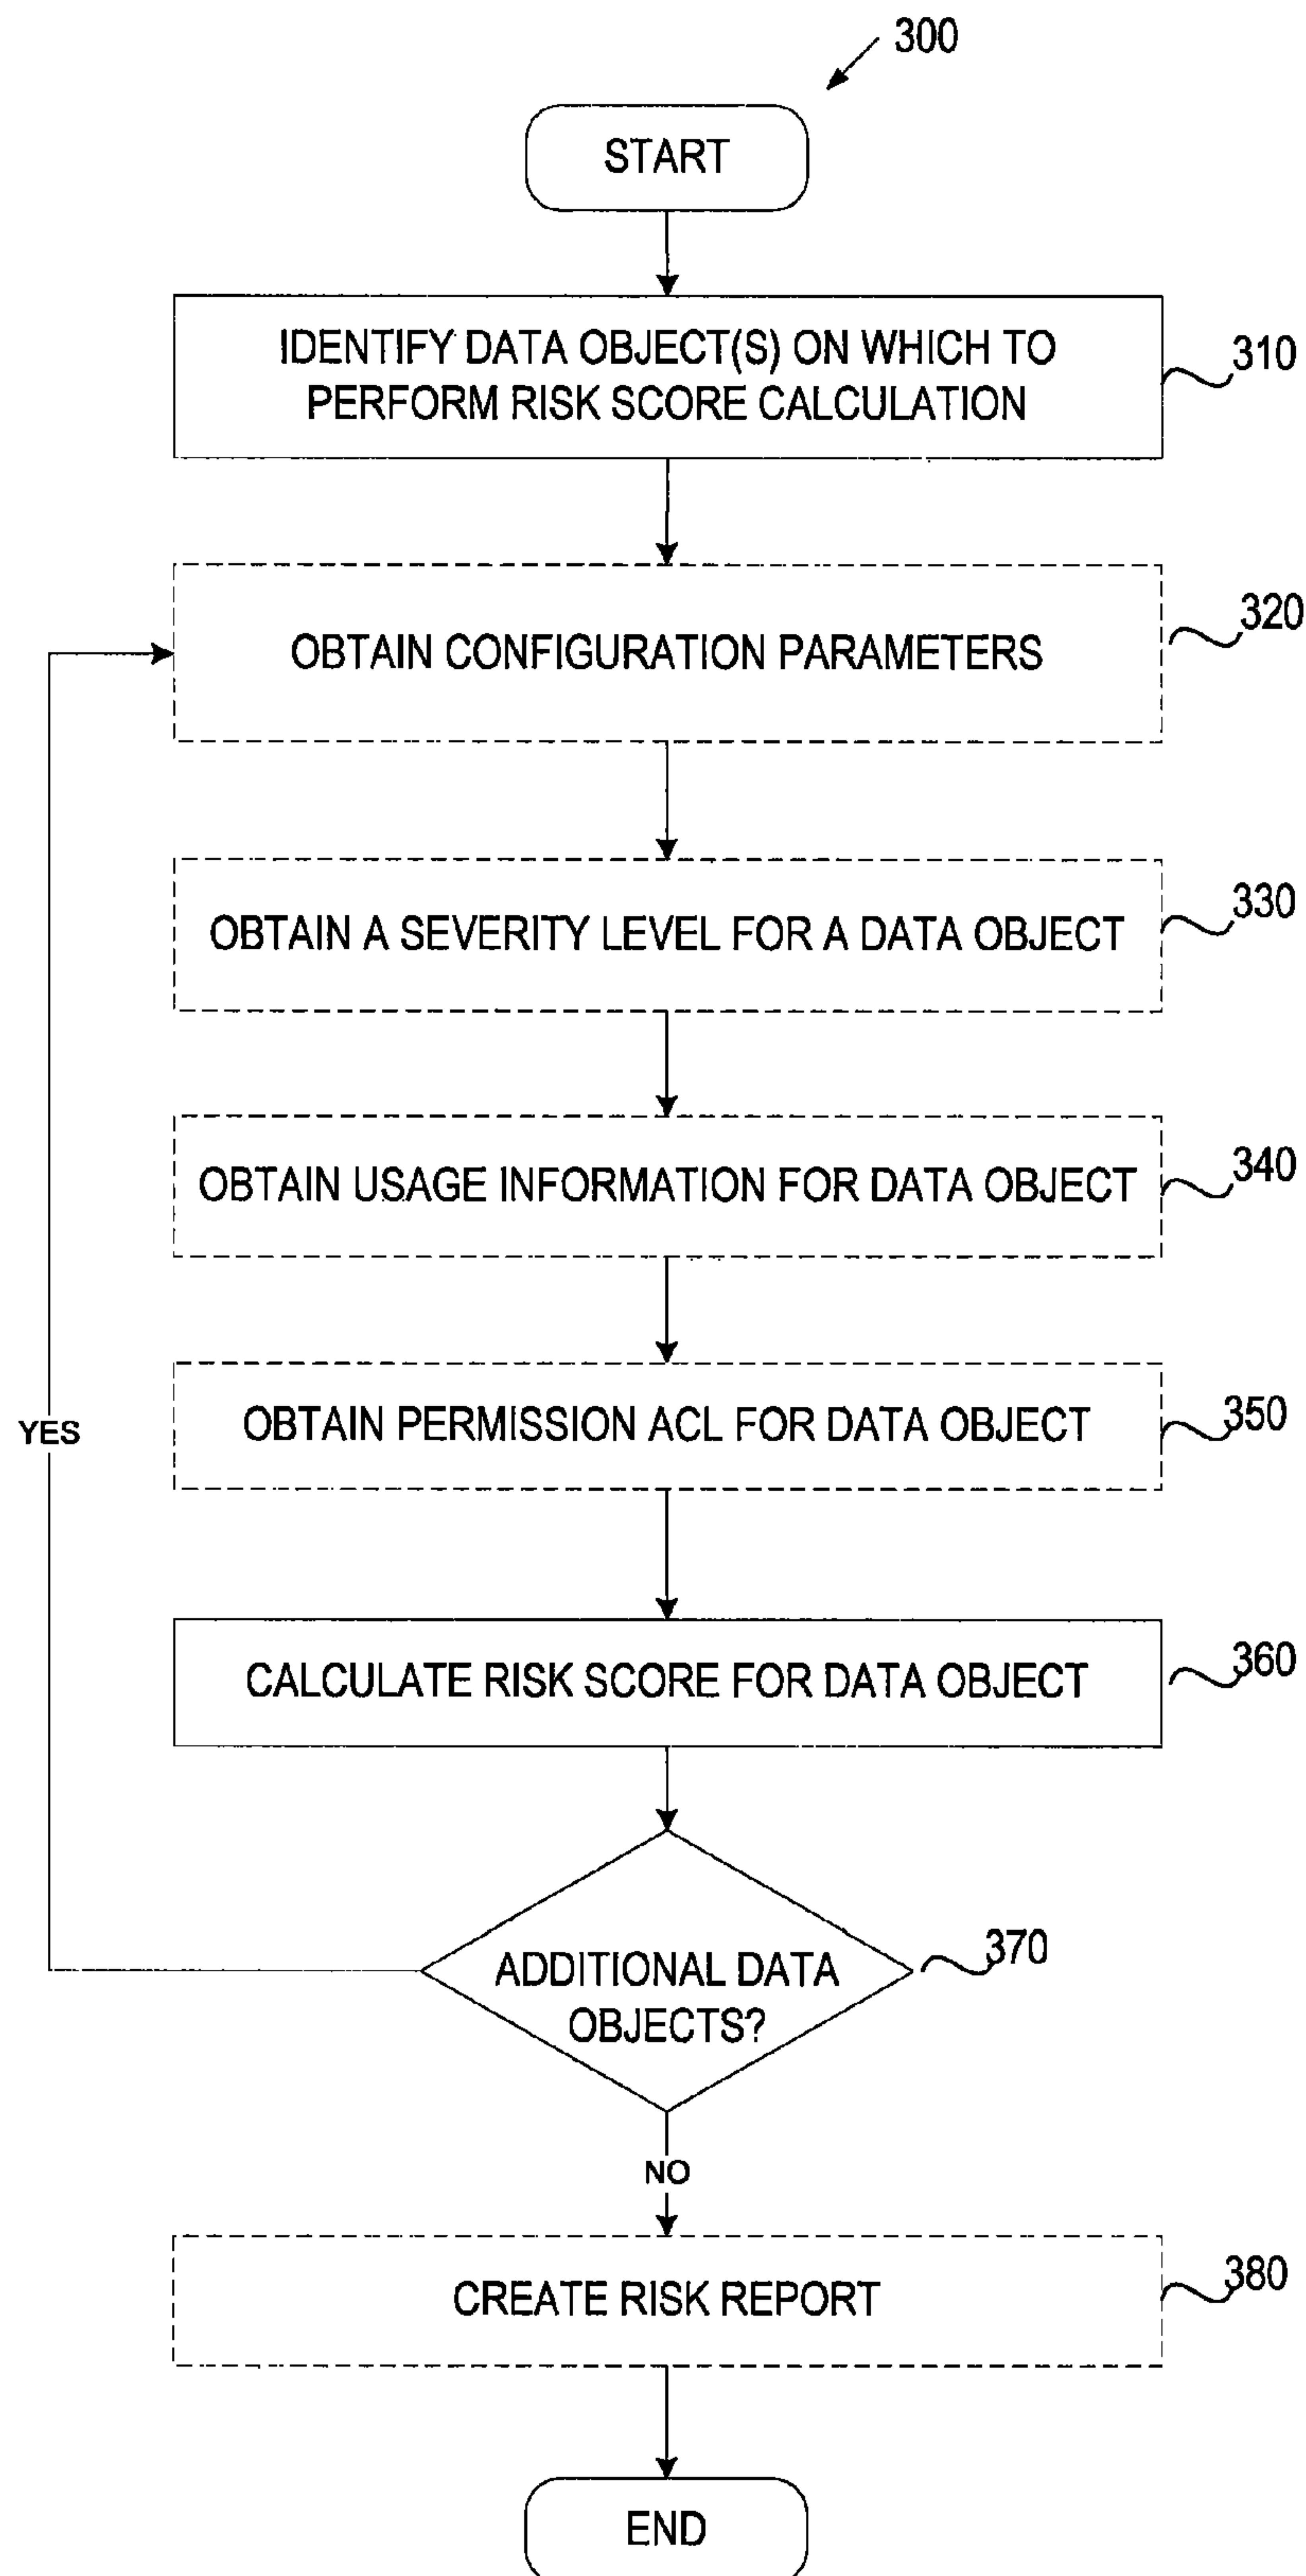 300
START
IDENTIFY DATA OBJECT(S) ON WHICH TO
PERFORM RISK SCORE CALCULATION
310
OBTAIN CONFIGURATION PARAMETERS
320
OBTAIN A SEVERITY LEVEL FOR A DATA OBJECT
330
OBTAIN USAGE INFORMATION FOR DATA OBJECT
340
OBTAIN PERMISSION ACL FOR DATA OBJECT
350
YES
CALCULATE RISK SCORE FOR DATA OBJECT
360
ADDITIONAL DATA
OBJECTS?
370
NO
CREATE RISK REPORT
380
END